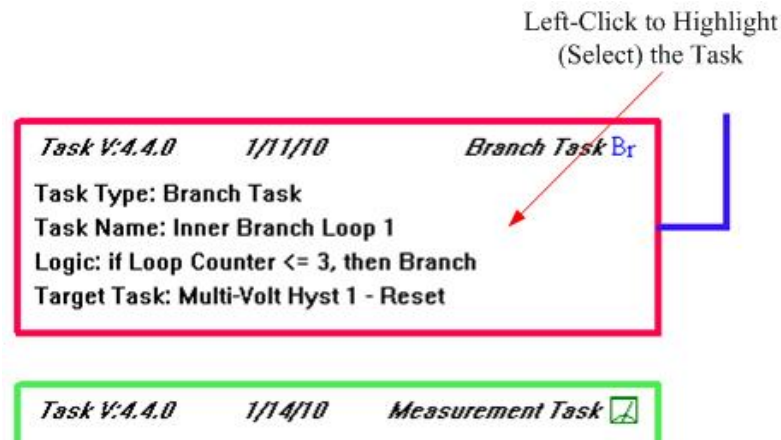 Left-Click to Highlight
(Select) the Task
Task V:4.4.0 1/11/10 Branch Task Br
Task Type: Branch Task
Task Name: Inner Branch Loop 1
Logic: if Loop Counter <= 3, then Branch
Target Task: Multi-Volt Hyst 1 - Reset
Task V:4.4.0 1/14/10 Measurement Task